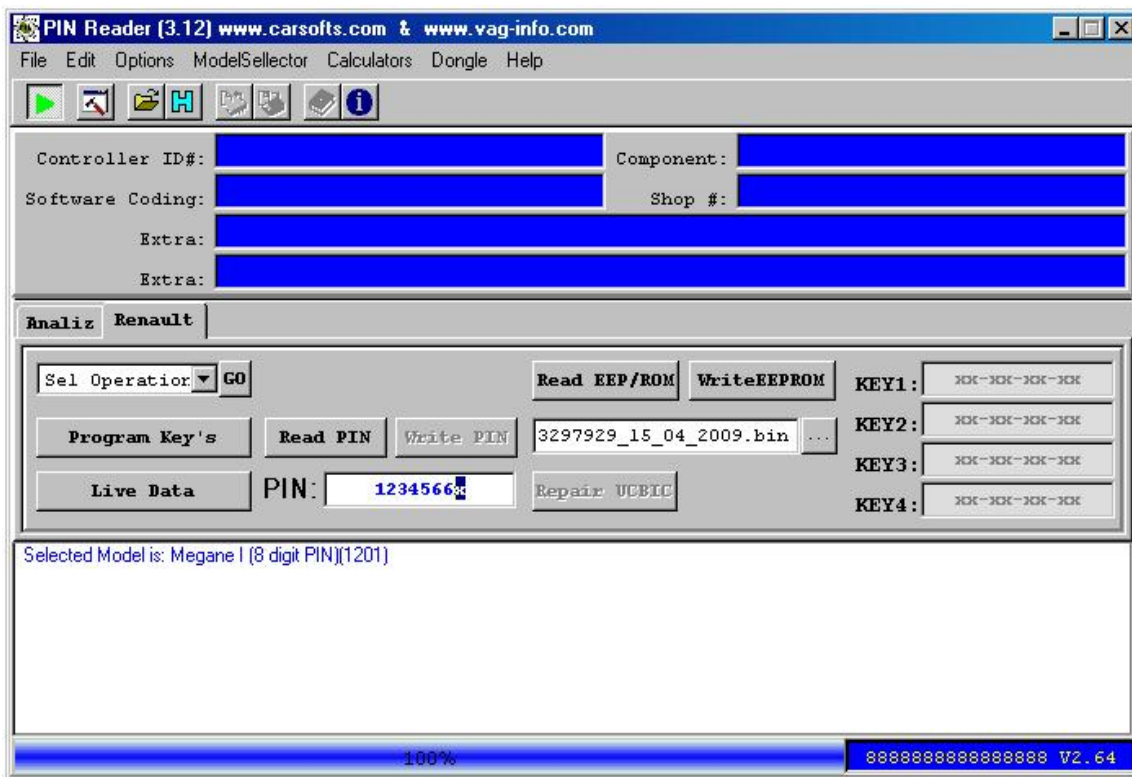 PIN Reader (3.12) www.carsofts.com & www.vag-info.com
File Edit Options ModelSellector Calculators Dongle Help
Controller ID#: Component:
Software Coding: Shop #:
Extra:
Extra:
Analiz Renault
Sel Operation GO Read EEP/ROM WriteEEPROM KEY1: XX-XX-XX-XX
Program Key's Read PIN Write PIN 3297929_15_04_2009.bin ... KEY2: XX-XX-XX-XX
KEY3: XX-XX-XX-XX
Live Data PIN: 1234566* Repair UCBIC KEY4: XX-XX-XX-XX
Selected Model is: Megane I (8 digit PIN)(1201)
100% 8888888888888888 V2.64